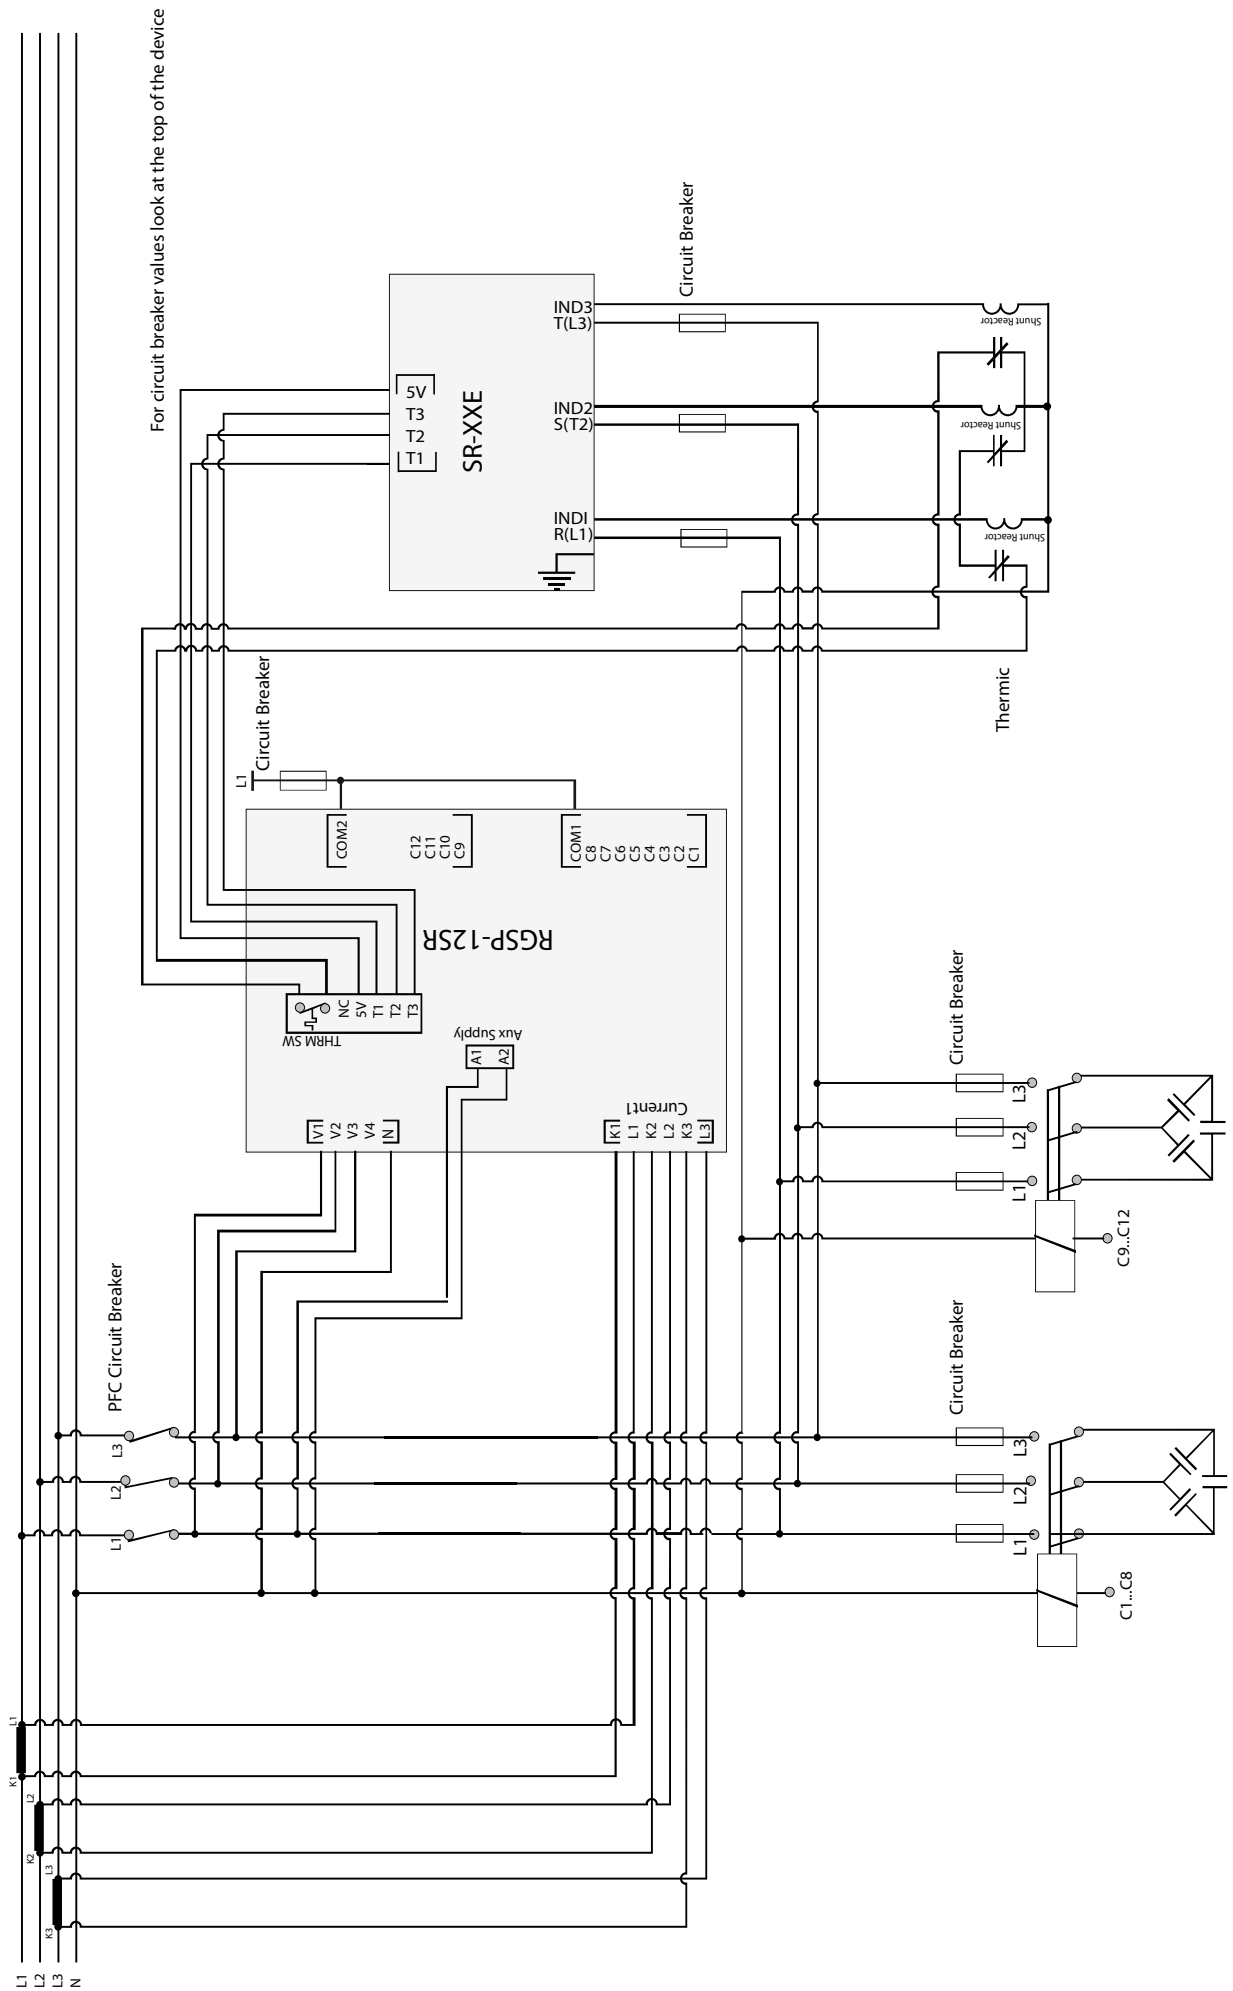 For circuit breaker values look at the top of the device
Circuit Breaker
IND3
T(L3)
Shunt Reactor
5V
T3
T2
T1
SR-XXE
IND2
S(T2)
Shunt Reactor
INDI
R(L1)
Shunt Reactor
Thermic
Circuit Breaker
L1
COM2
C12
C11
C10
C9
COM1
C8
C7
C6
C5
C4
C3
C2
C1
RGSP-12SR
NC
5V
T1
T2
T3
THRM SW
Aux Supply
A1
A2
Current1
V1
V2
V3
V4
N
K1
L1
K2
L2
K3
L3
Circuit Breaker
L3
L2
L1
C9...C12
PFC Circuit Breaker
L3
L2
L1
Circuit Breaker
L3
L2
L1
C1...C8
L1
K1
L2
K2
L3
K3
L1
L2
L3
N